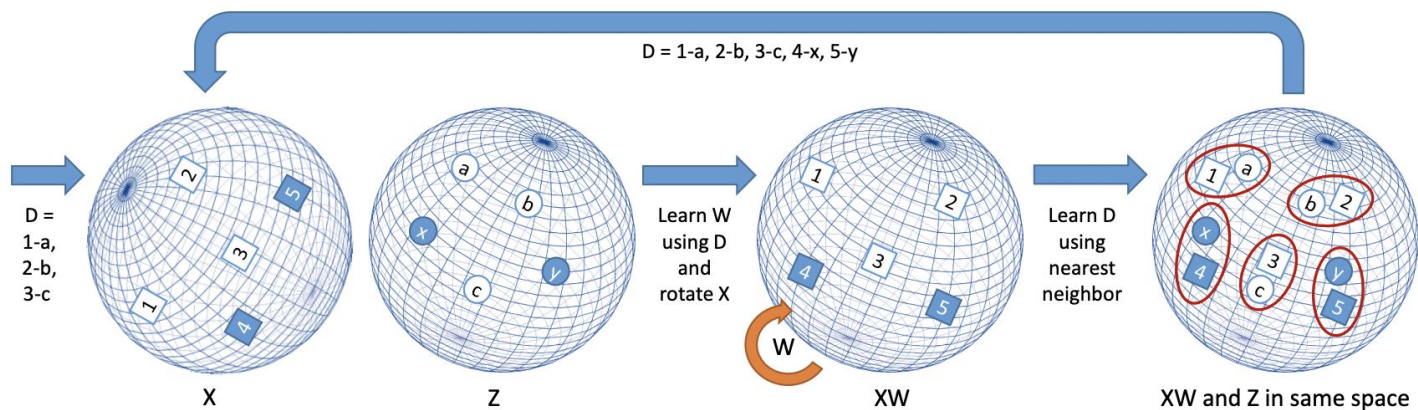 D = 1-a, 2-b, 3-c, 4-x, 5-y
D =
1-a,
2-b,
3-c
2
5
3
1
4
X
a
b
x
y
c
Z
Learn W
using D
and
rotate X
1
2
3
4
5
W
XW
Learn D
using
nearest
neighbor
1 a
b 2
x
4
3
c
y
5
XW and Z in same space